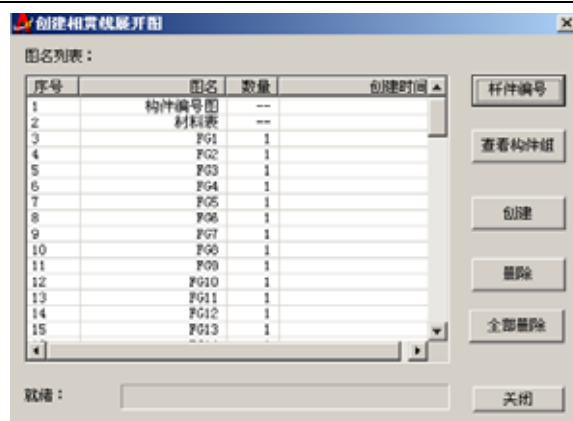 创建相贯线展开图
图名列表：
序号 图名 数量 创建时间
1 构件编号图 --
2 材料表 --
3 FG1 1
4 FG2 1
5 FG3 1
6 FG4 1
7 FG5 1
8 FG6 1
9 FG7 1
10 FG8 1
11 FG9 1
12 FG10 1
13 FG11 1
14 FG12 1
15 FG13 1
杆件编号
查看构件组
创建
删除
全部删除
就绪：
关闭